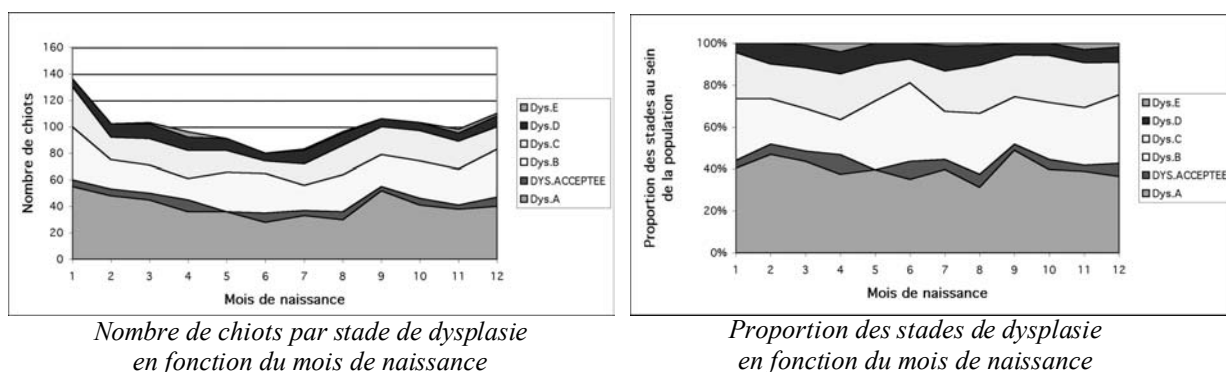 Nombre de chiots
160
140
120
100
80
60
40
20
0
1 2 3 4 5 6 7 8 9 10 11 12
Mois de naissance
Dys.E
Dys.D
Dys.C
Dys.B
DYS.ACCEPTEE
Dys.A
Nombre de chiots par stade de dysplasie
en fonction du mois de naissance
Proportion des stades au sein
de la population
100%
80%
60%
40%
20%
0%
1 2 3 4 5 6 7 8 9 10 11 12
Mois de naissance
Dys.E
Dys.D
Dys.C
Dys.B
DYS.ACCEPTEE
Dys.A
Proportion des stades de dysplasie
en fonction du mois de naissance